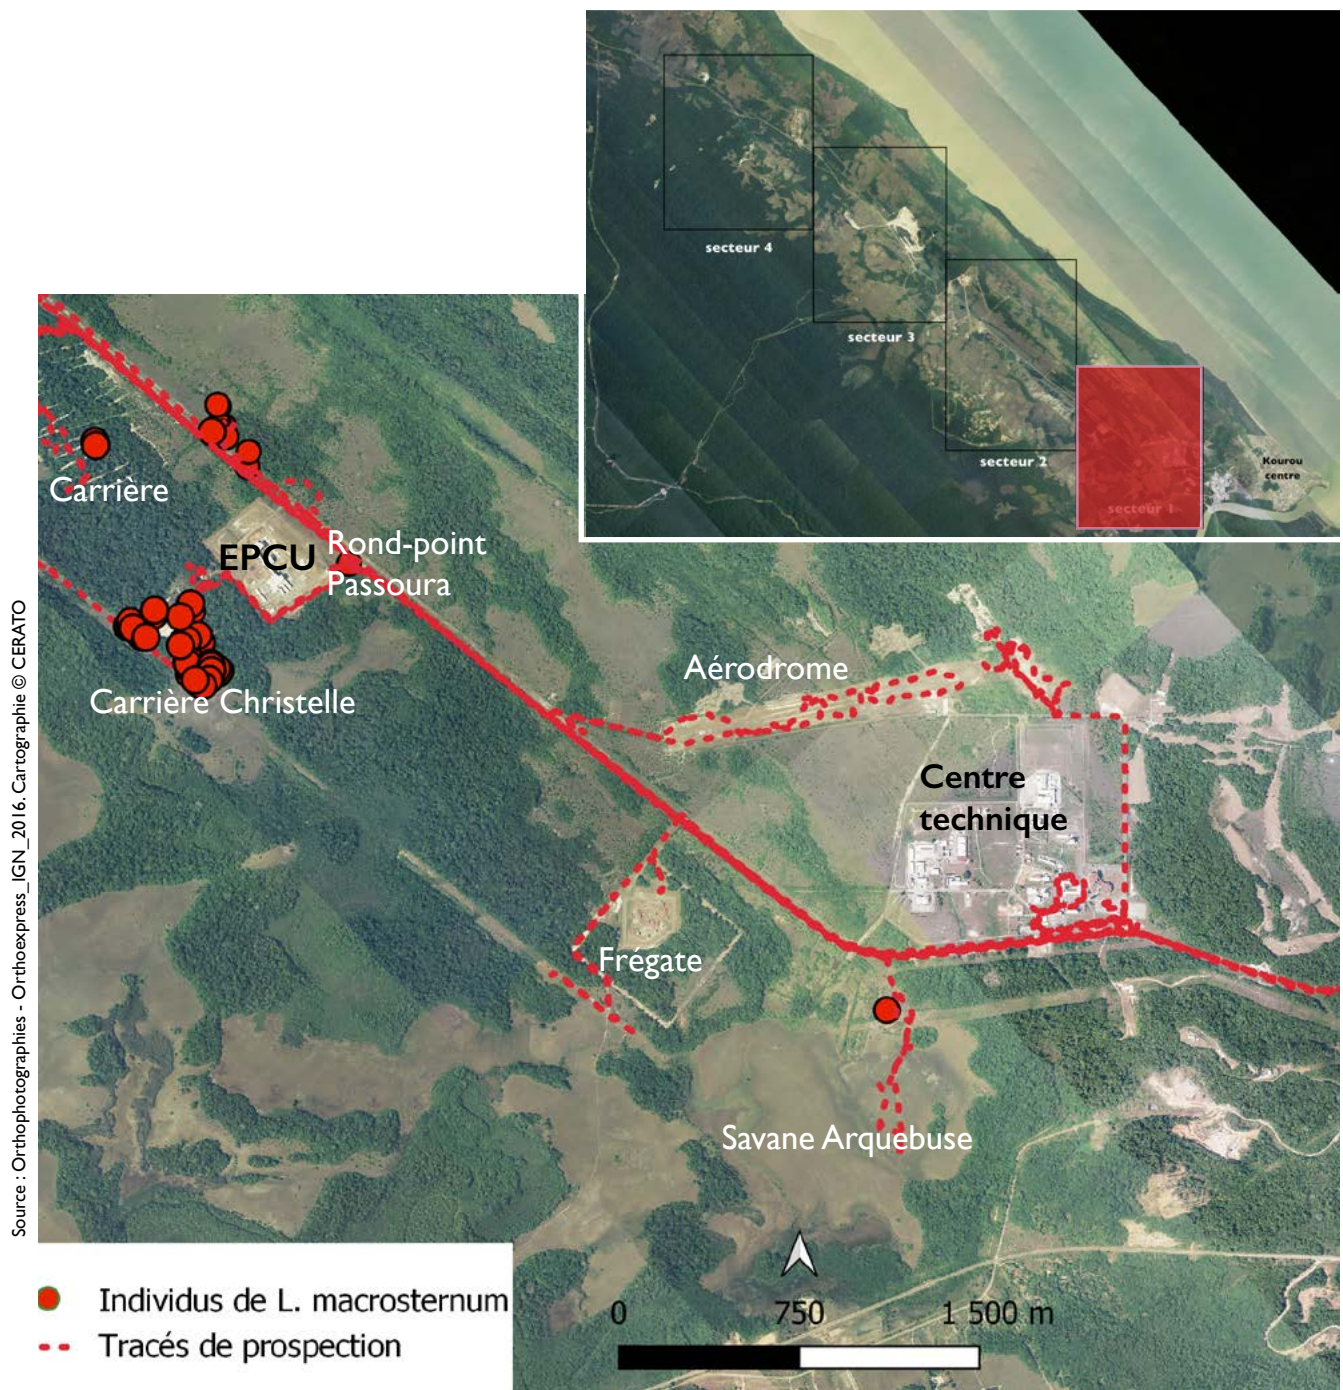 secteur 4
secteur 3
secteur 2
secteur 1
Kourou
centre
Carrière
EPCU
Rond-point
Passoura
Carrière Christelle
Aérodrome
Centre
technique
Frégate
Savane Arquebuse
Source : Orthophotographies - Orthoexpress_IGN_2016. Cartographie © CERATO
Individus de L. macrosternum
Tracés de prospection
0 750 1 500 m